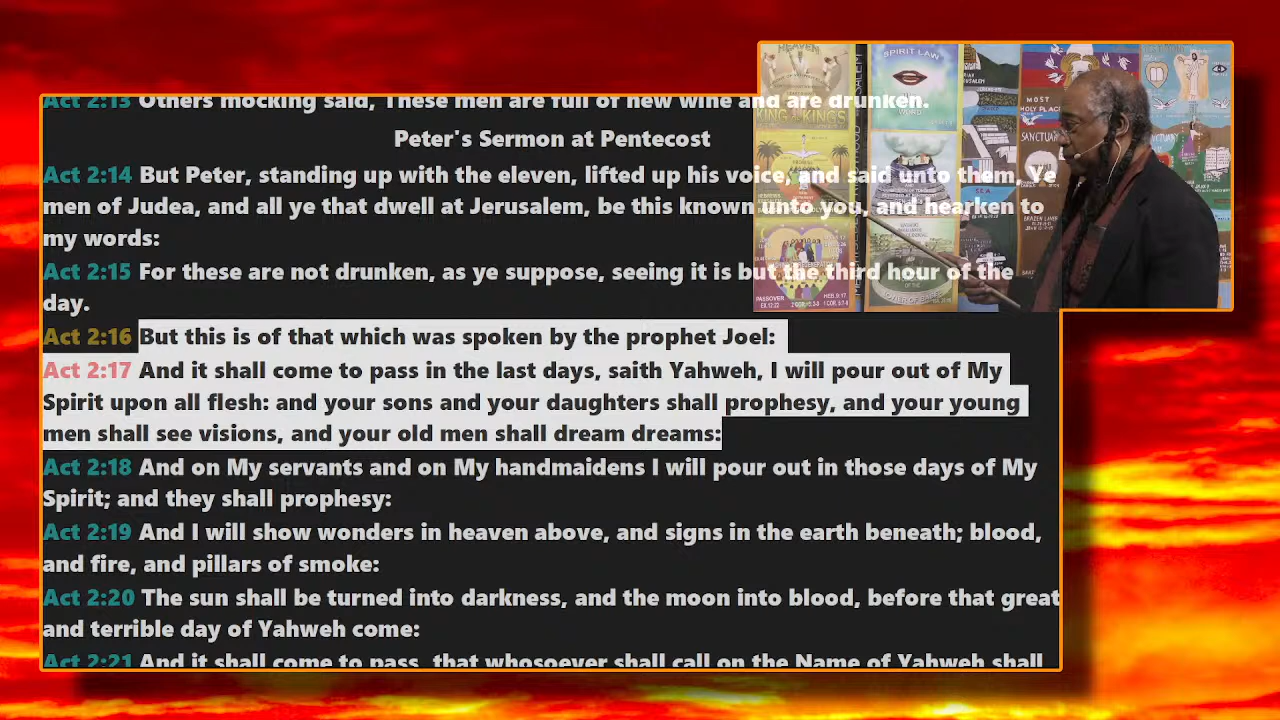 Act 2:13 Others mocking said, These men are full of new wine and are drunken.
Peter's Sermon at Pentecost
Act 2:14 But Peter, standing up with the eleven, lifted up his voice, and said unto them, Ye
men of Judea, and all ye that dwell at Jerusalem, be this known unto you, and hearken to
my words:
Act 2:15 For these are not drunken, as ye suppose, seeing it is but the third hour of the
day.
Act 2:16 But this is of that which was spoken by the prophet Joel:
Act 2:17 And it shall come to pass in the last days, saith Yahweh, I will pour out of My
Spirit upon all flesh: and your sons and your daughters shall prophesy, and your young
men shall see visions, and your old men shall dream dreams:
Act 2:18 And on My servants and on My handmaidens I will pour out in those days of My
Spirit; and they shall prophesy:
Act 2:19 And I will show wonders in heaven above, and signs in the earth beneath; blood,
and fire, and pillars of smoke:
Act 2:20 The sun shall be turned into darkness, and the moon into blood, before that great
and terrible day of Yahweh come:
Act 2:21 And it shall come to pass, that whosoever shall call on the Name of Yahweh shall
HEAVEN
KING OF KINGS
SPIRIT LAW
WORD
MOST
HOLY PLACE
SANCTUARY
SEA
PASSOVER
EX.12:22
HEB.9:17
1 COR. 5:7-8